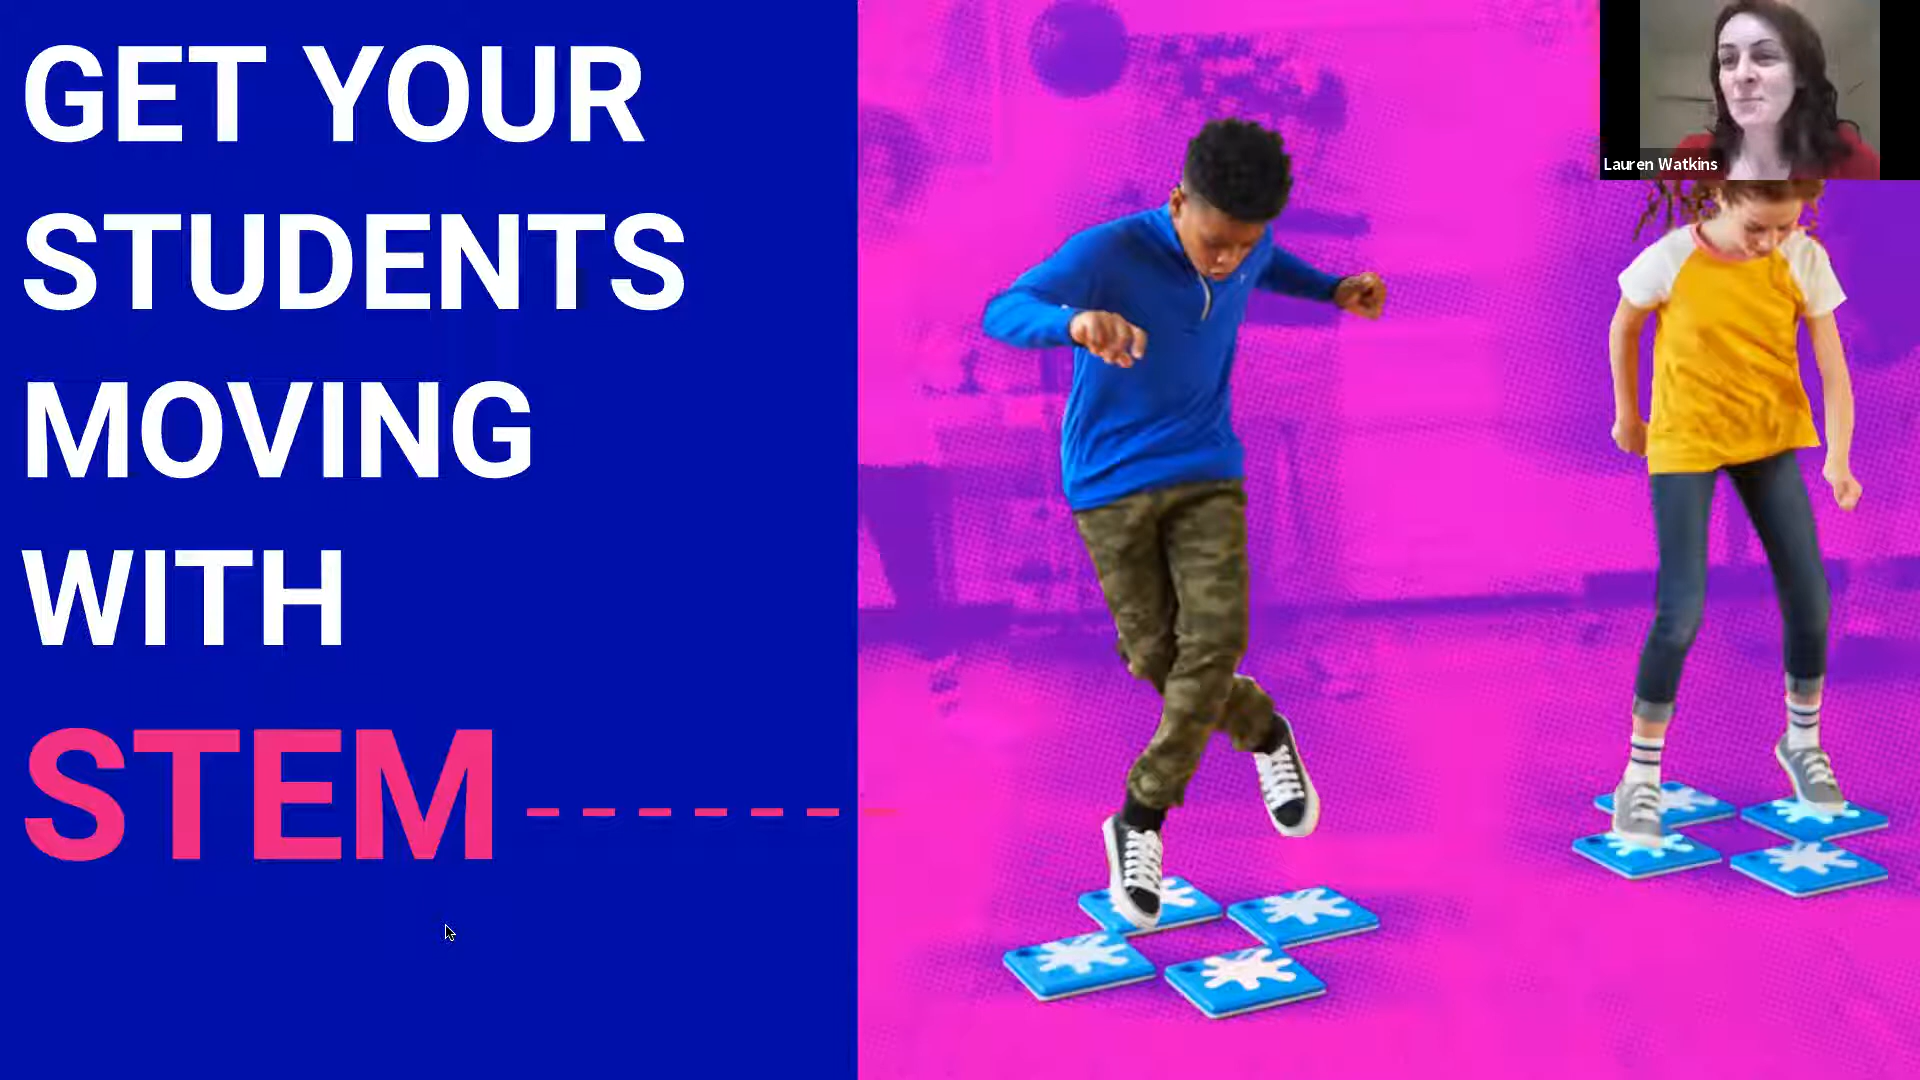 GET YOUR
STUDENTS
MOVING
WITH
STEM
Lauren Watkins